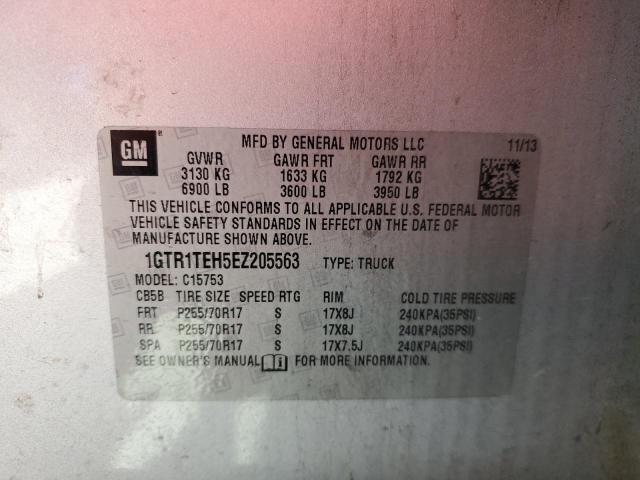 GM ®
MFD BY GENERAL MOTORS LLC 11/13
GVWR GAWR FRT GAWR RR
3130 KG 1633 KG 1792 KG
6900 LB 3600 LB 3950 LB
THIS VEHICLE CONFORMS TO ALL APPLICABLE U.S. FEDERAL MOTOR
VEHICLE SAFETY STANDARDS IN EFFECT ON THE DATE OF
MANUFACTURE SHOWN ABOVE.
1GTR1TEH5EZ205563 TYPE: TRUCK
MODEL: C15753
CB5B TIRE SIZE SPEED RTG RIM COLD TIRE PRESSURE
FRT P255/70R17 S 17X8J 240KPA(35PSI)
RR P255/70R17 S 17X8J 240KPA(35PSI)
SPA P255/70R17 S 17X7.5J 240KPA(35PSI)
SEE OWNER'S MANUAL FOR MORE INFORMATION.